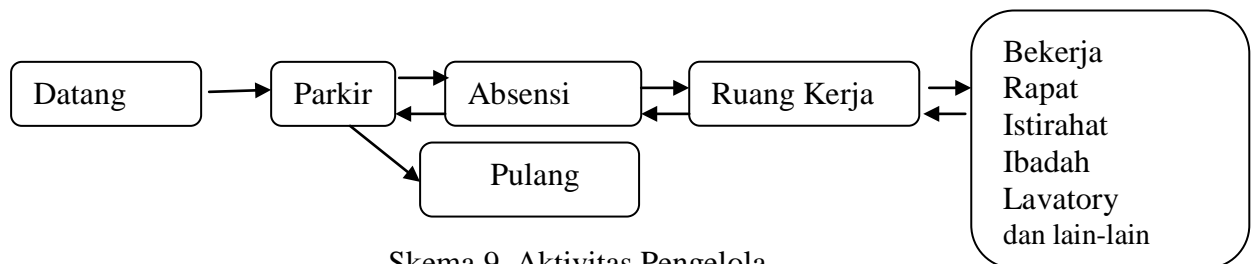 Datang
Parkir
Absensi
Ruang Kerja
Bekerja
Rapat
Istirahat
Ibadah
Lavatory
dan lain-lain
Pulang
Skema 9. Aktivitas Pengelola